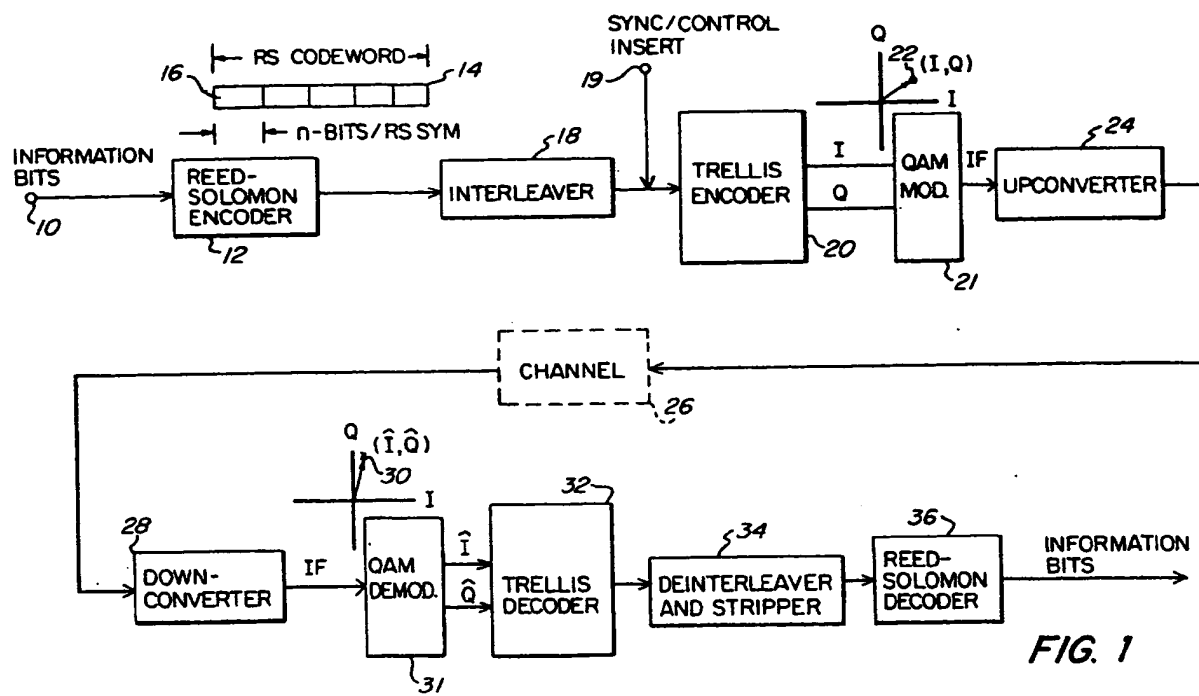 SYNC/CONTROL
INSERT
19
RS CODEWORD
16
14
n-BITS/RS SYM
INFORMATION
BITS
10
REED-
SOLOMON
ENCODER
12
18
INTERLEAVER
TRELLIS
ENCODER
20
I
Q
Q
22
(I,Q)
I
QAM
MOD.
21
IF
24
UPCONVERTER
CHANNEL
26
28
DOWN-
CONVERTER
IF
Q
(Î,Q̂)
30
I
QAM
DEMOD.
31
Î
Q̂
32
TRELLIS
DECODER
34
DEINTERLEAVER
AND STRIPPER
36
REED-
SOLOMON
DECODER
INFORMATION
BITS
FIG. 1